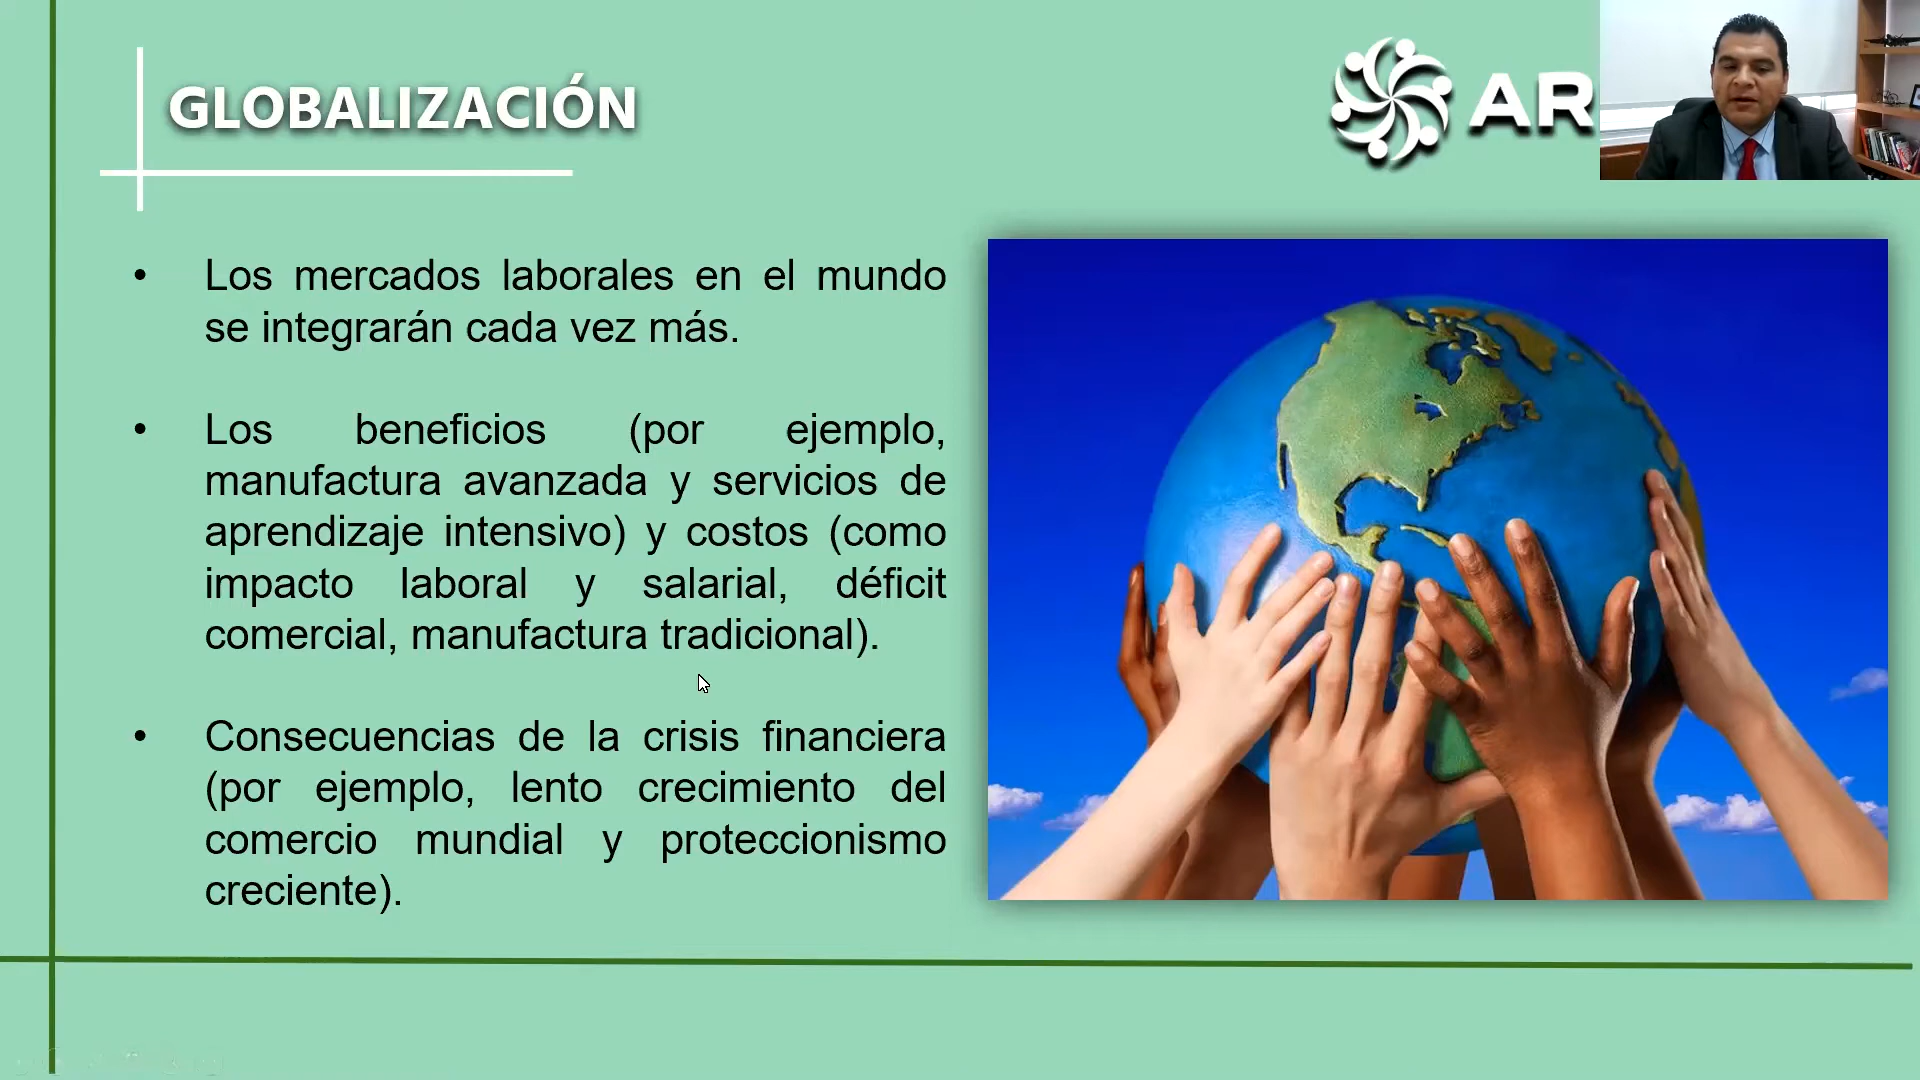 GLOBALIZACIÓN
AR
• Los mercados laborales en el mundo
se integrarán cada vez más.
• Los beneficios (por ejemplo,
manufactura avanzada y servicios de
aprendizaje intensivo) y costos (como
impacto laboral y salarial, déficit
comercial, manufactura tradicional).
• Consecuencias de la crisis financiera
(por ejemplo, lento crecimiento del
comercio mundial y proteccionismo
creciente).